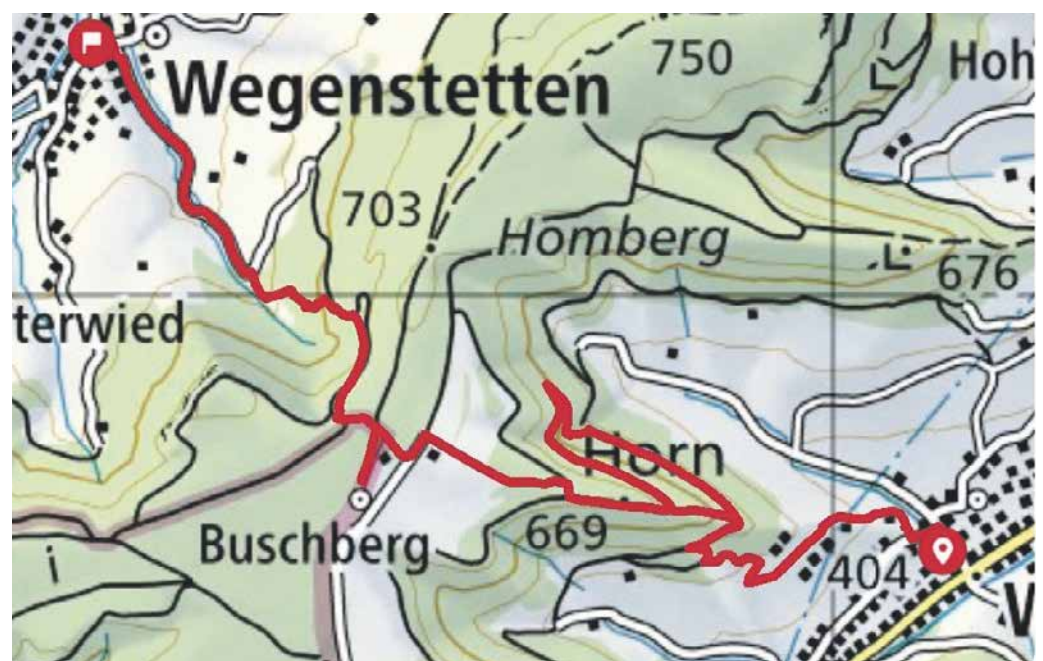 750
Hoh
Wegenstetten
703
Homberg
676
terwied
Horn
669
Buschberg
i
404
V